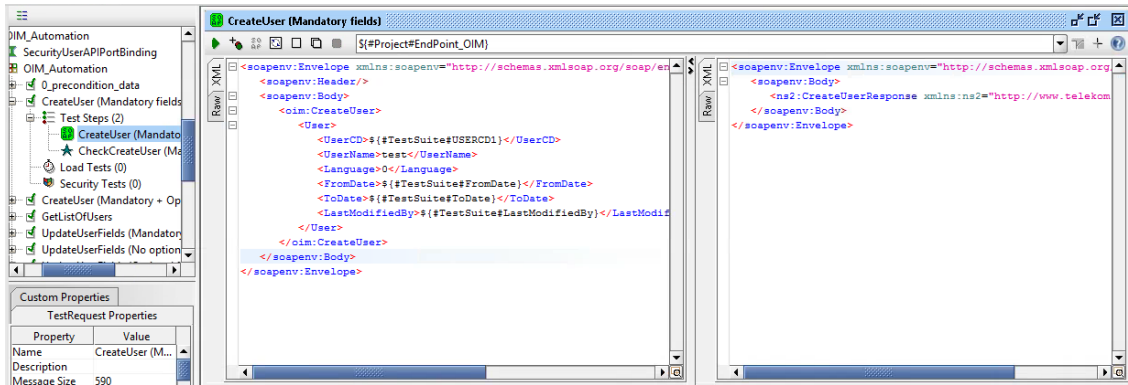 OIM_Automation
SecurityUserAPIPortBinding
OIM_Automation
0_precondition_data
CreateUser (Mandatory fields
Test Steps (2)
CreateUser (Mandato
CheckCreateUser (Ma
Load Tests (0)
Security Tests (0)
CreateUser (Mandatory + Op
GetListOfUsers
UpdateUserFields (Mandatory
UpdateUserFields (No option
Custom Properties
TestRequest Properties
Property Value
Name CreateUser (M...
Description
Message Size 590
CreateUser (Mandatory fields)
${#Project#EndPoint_OIM}
XML
Raw
<soapenv:Envelope xmlns:soapenv="http://schemas.xmlsoap.org/soap/en
<soapenv:Header/>
<soapenv:Body>
<oim:CreateUser>
<User>
<UserCD>${#TestSuite#USERCD1}</UserCD>
<UserName>test</UserName>
<Language>0</Language>
<FromDate>${#TestSuite#FromDate}</FromDate>
<ToDate>${#TestSuite#ToDate}</ToDate>
<LastModifiedBy>${#TestSuite#LastModifiedBy}</LastModif
</User>
</oim:CreateUser>
</soapenv:Body>
</soapenv:Envelope>
XML
Raw
<soapenv:Envelope xmlns:soapenv="http://schemas.xmlsoap.org.
<soapenv:Body>
<ns2:CreateUserResponse xmlns:ns2="http://www.telekom
</soapenv:Body>
</soapenv:Envelope>